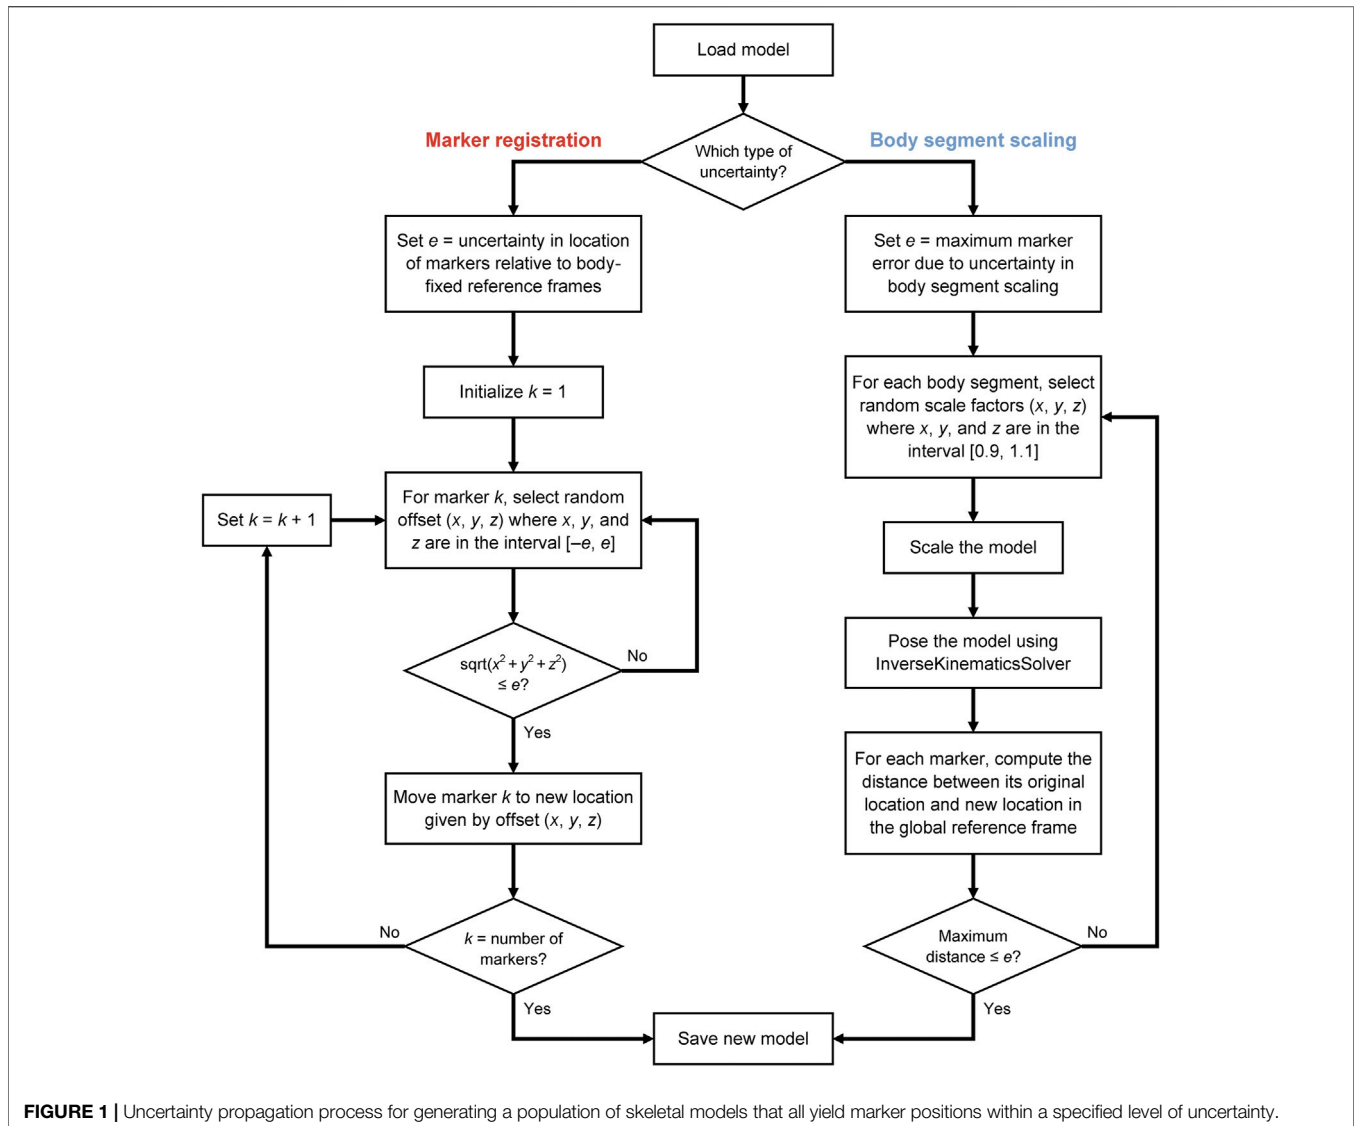 Load model
Which type of
uncertainty?
Marker registration
Body segment scaling
Set e = uncertainty in location
of markers relative to body-
fixed reference frames
Initialize k = 1
For marker k, select random
offset (x, y, z) where x, y, and
z are in the interval [–e, e]
Set k = k + 1
sqrt(x² + y² + z²)
≤ e?
No
Yes
Move marker k to new location
given by offset (x, y, z)
k = number of
markers?
No
Yes
Set e = maximum marker
error due to uncertainty in
body segment scaling
For each body segment, select
random scale factors (x, y, z)
where x, y, and z are in the
interval [0.9, 1.1]
Scale the model
Pose the model using
InverseKinematicsSolver
For each marker, compute the
distance between its original
location and new location in
the global reference frame
Maximum
distance ≤ e?
No
Yes
Save new model
FIGURE 1 | Uncertainty propagation process for generating a population of skeletal models that all yield marker positions within a specified level of uncertainty.